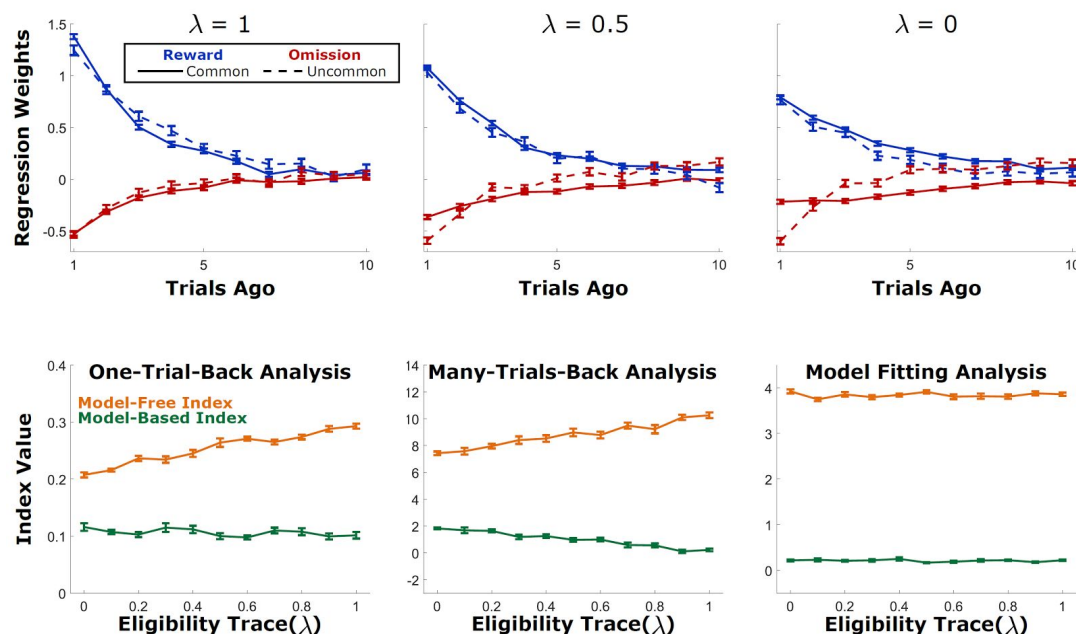 λ = 1
λ = 0.5
λ = 0
Regression Weights
1.5
1
0.5
0
-0.5
Reward Omission
Common Uncommon
1 5 10
1 5 10
1 5 10
Trials Ago
Trials Ago
Trials Ago
One-Trial-Back Analysis
Many-Trials-Back Analysis
Model Fitting Analysis
Model-Free Index
Model-Based Index
Index Value
0.4
0.3
0.2
0.1
0
14
12
10
8
6
4
2
0
-2
4
3
2
1
0
0 0.2 0.4 0.6 0.8 1
0 0.2 0.4 0.6 0.8 1
0 0.2 0.4 0.6 0.8 1
Eligibility Trace(λ)
Eligibility Trace(λ)
Eligibility Trace(λ)